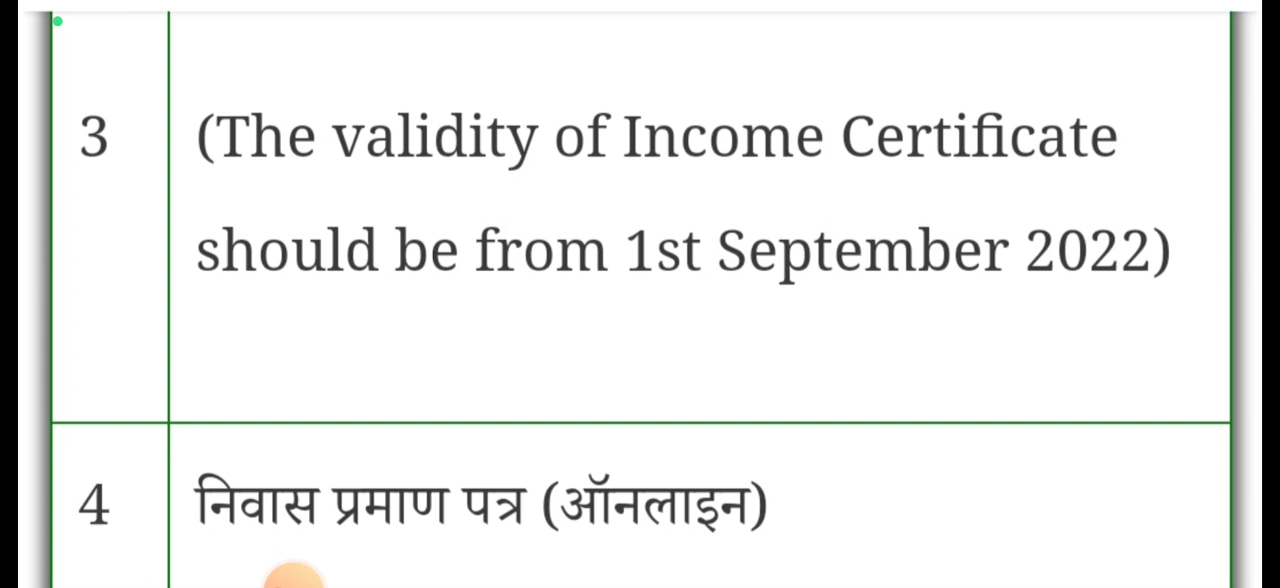 3 (The validity of Income Certificate
should be from 1st September 2022)
4 निवास प्रमाण पत्र (ऑनलाइन)